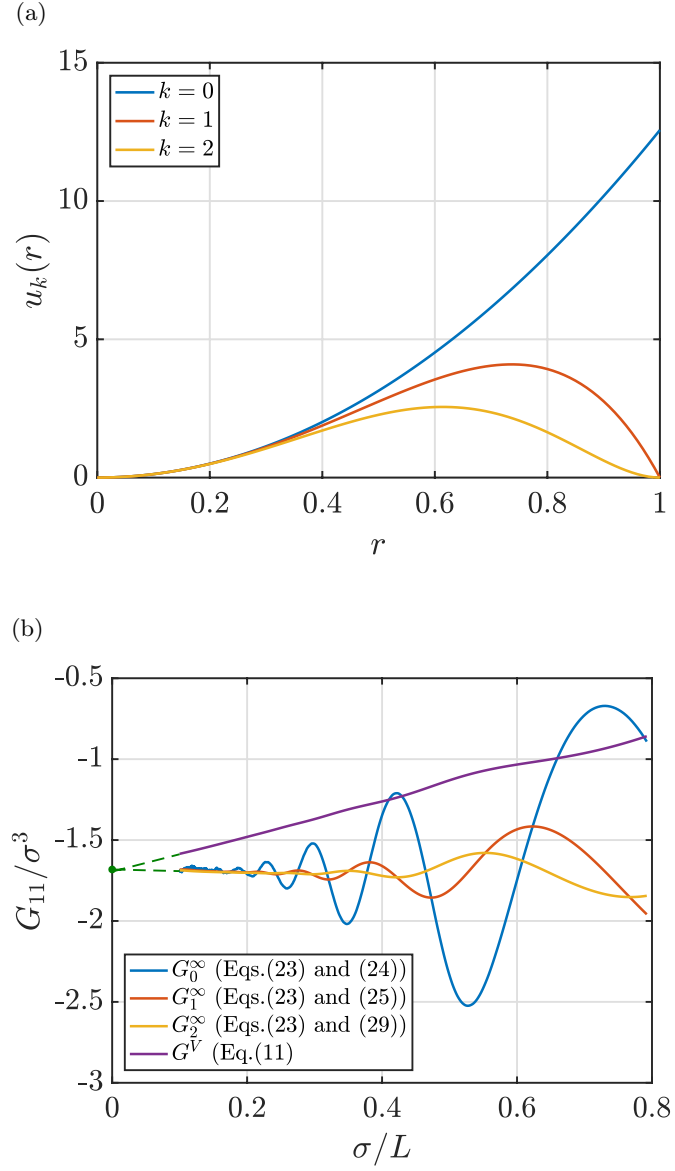 (a)
15
10
5
0
u_k(r)
k = 0
k = 1
k = 2
0 0.2 0.4 0.6 0.8 1
r
(b)
-0.5
-1
-1.5
-2
-2.5
-3
G_{11}/σ^3
G_0^∞ (Eqs.(23) and (24))
G_1^∞ (Eqs.(23) and (25))
G_2^∞ (Eqs.(23) and (29))
G^V (Eq.(11)
0 0.2 0.4 0.6 0.8
σ/L